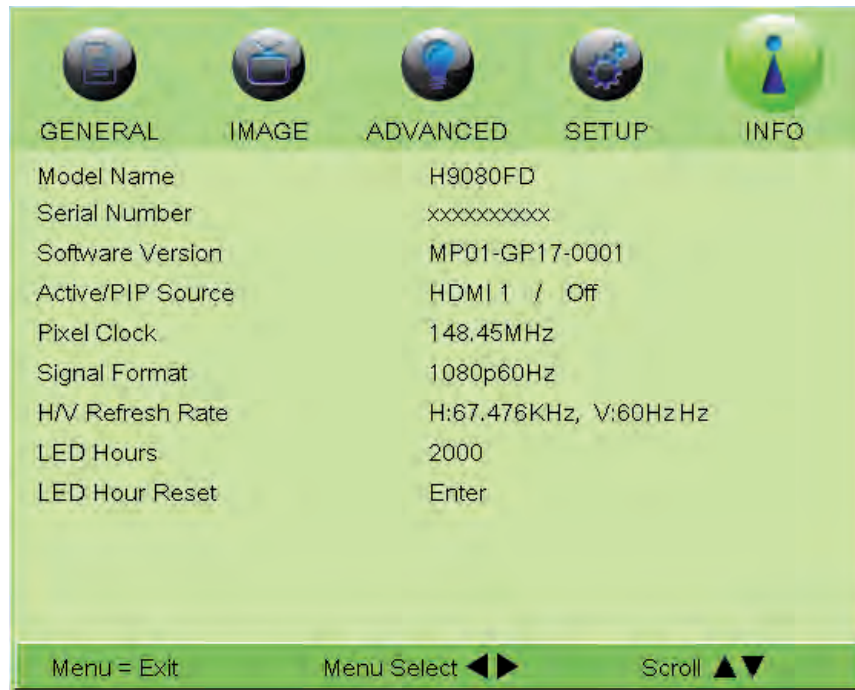 GENERAL IMAGE ADVANCED SETUP INFO
Model Name H9080FD
Serial Number xxxxxxxxxx
Software Version MP01-GP17-0001
Active/PIP Source HDMI 1 / Off
Pixel Clock 148.45MHz
Signal Format 1080p60Hz
H/V Refresh Rate H:67.476KHz, V:60HzHz
LED Hours 2000
LED Hour Reset Enter
Menu = Exit Menu Select ◀▶ Scroll ▲▼